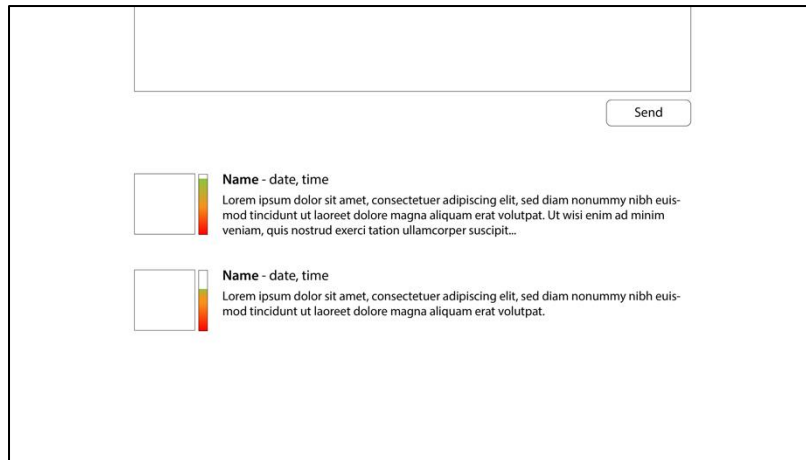 Send
Name - date, time
Lorem ipsum dolor sit amet, consectetuer adipiscing elit, sed diam nonummy nibh euis-
mod tincidunt ut laoreet dolore magna aliquam erat volutpat. Ut wisi enim ad minim
veniam, quis nostrud exerci tation ullamcorper suscipit...
Name - date, time
Lorem ipsum dolor sit amet, consectetuer adipiscing elit, sed diam nonummy nibh euis-
mod tincidunt ut laoreet dolore magna aliquam erat volutpat.